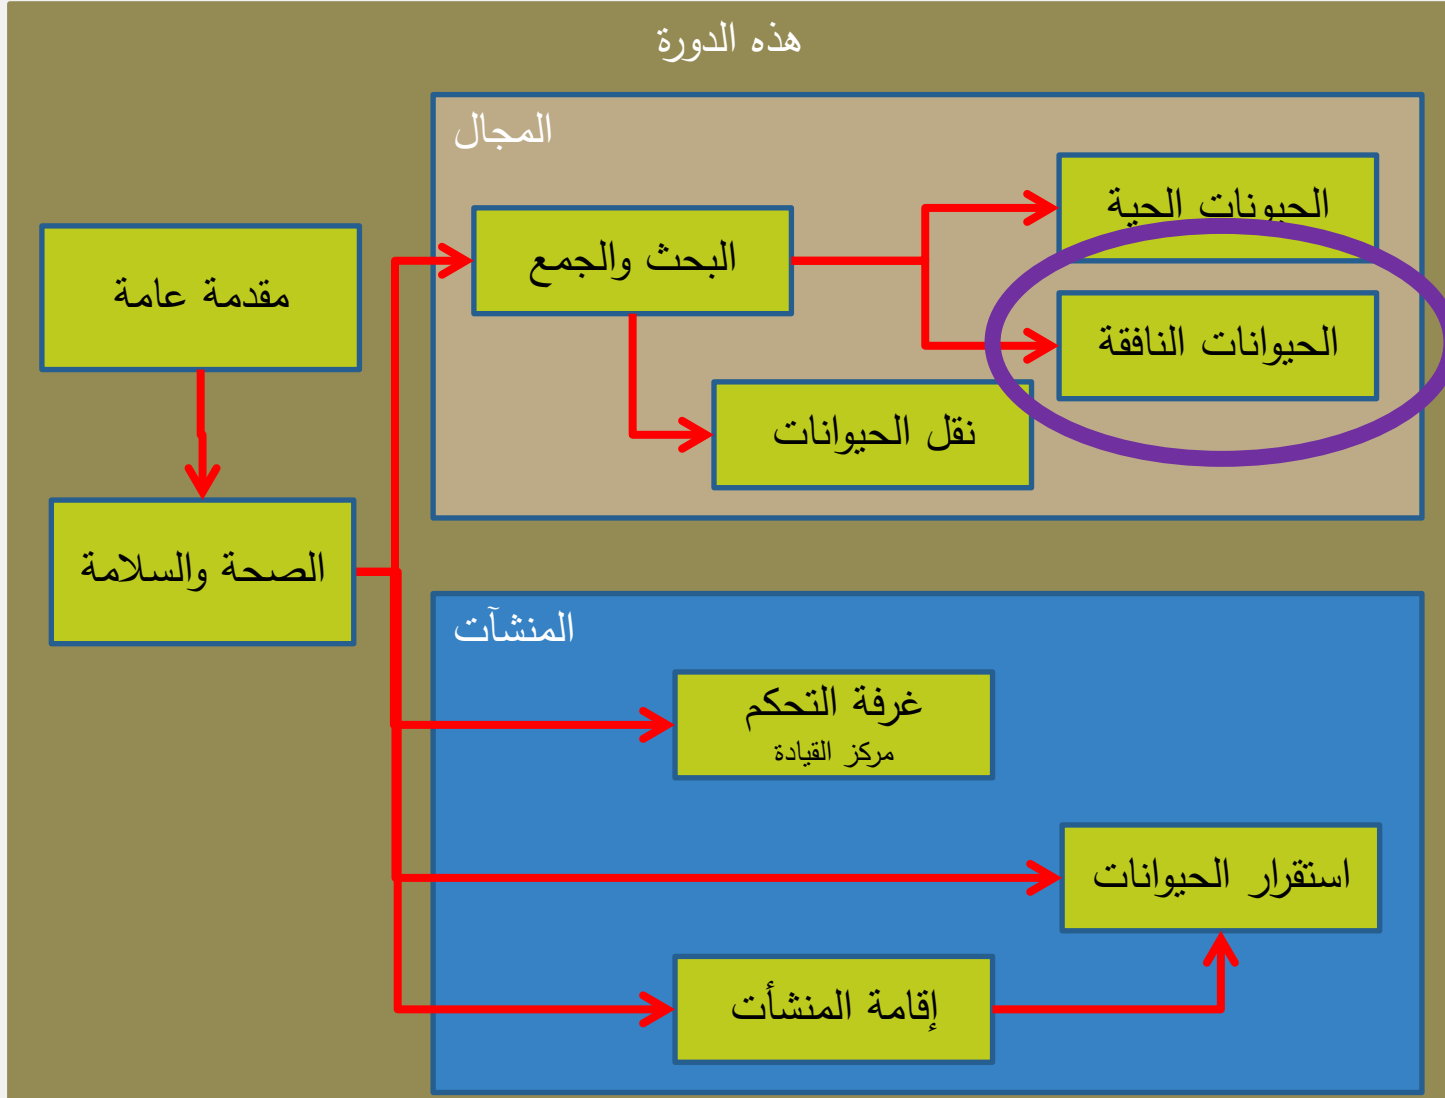 هذه الدورة
المجال
الحيونات الحية
البحث والجمع
مقدمة عامة
الحيوانات النافقة
نقل الحيوانات
الصحة والسلامة
المنشآت
غرفة التحكم
مركز القيادة
استقرار الحيوانات
إقامة المنشأت